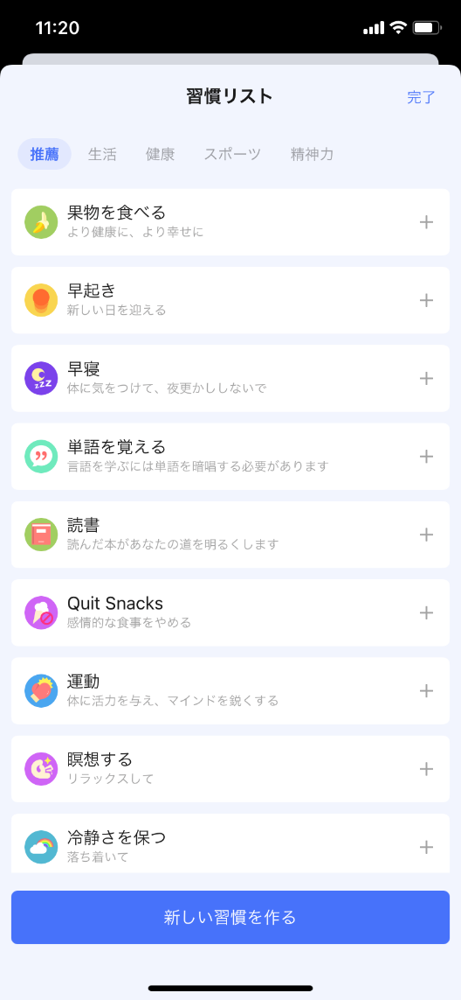 11:20
習慣リスト
完了
推薦 生活 健康 スポーツ 精神力
果物を食べる
より健康に、より幸せに
早起き
新しい日を迎える
早寝
体に気をつけて、夜更かししないで
単語を覚える
言語を学ぶには単語を暗唱する必要があります
読書
読んだ本があなたの道を明るくします
Quit Snacks
感情的な食事をやめる
運動
体に活力を与え、マインドを鋭くする
瞑想する
リラックスして
冷静さを保つ
落ち着いて
新しい習慣を作る